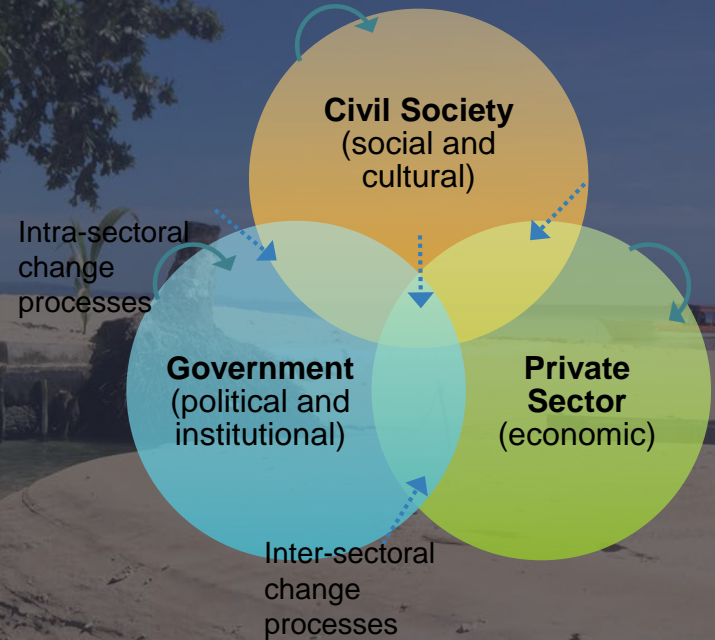 Civil Society
(social and
cultural)
Intra-sectoral
change
processes
Government
(political and
institutional)
Private
Sector
(economic)
Inter-sectoral
change
processes